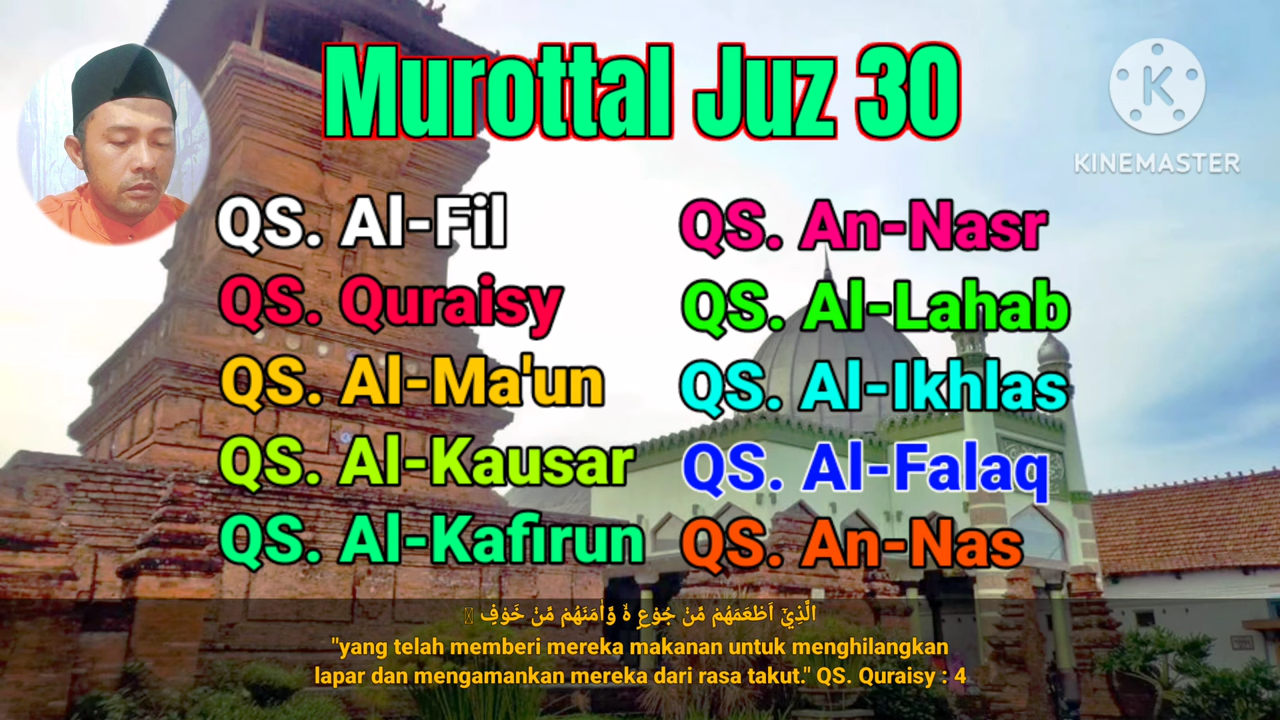 Murottal Juz 30
KINEMASTER
QS. Al-Fil
QS. Quraisy
QS. Al-Ma'un
QS. Al-Kausar
QS. Al-Kafirun
QS. An-Nasr
QS. Al-Lahab
QS. Al-Ikhlas
QS. Al-Falaq
QS. An-Nas
الَّذِيْٓ اَطْعَمَهُمْ مِّنْ جُوْعٍ ەۙ وَّاٰمَنَهُمْ مِّنْ خَوْفٍ
"yang telah memberi mereka makanan untuk menghilangkan
lapar dan mengamankan mereka dari rasa takut." QS. Quraisy : 4